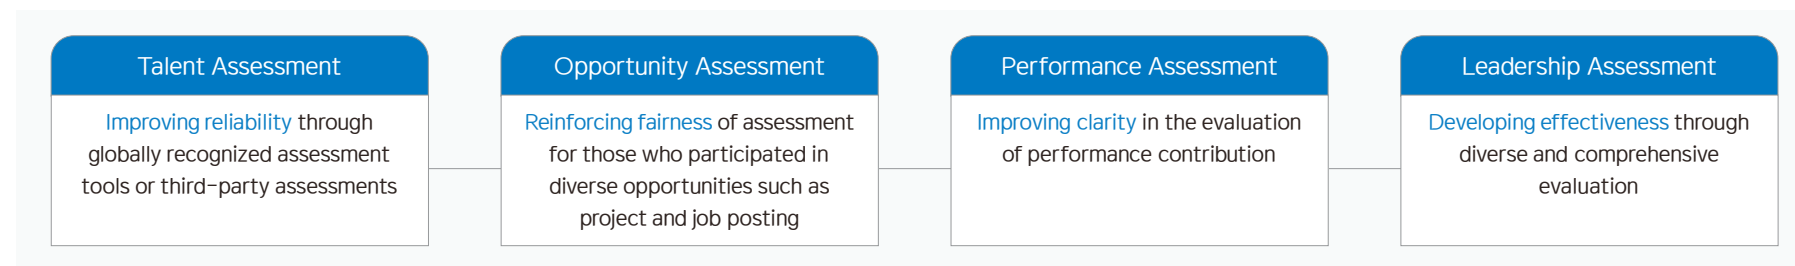 Talent Assessment
Improving reliability through
globally recognized assessment
tools or third-party assessments
Opportunity Assessment
Reinforcing fairness of assessment
for those who participated in
diverse opportunities such as
project and job posting
Performance Assessment
Improving clarity in the evaluation
of performance contribution
Leadership Assessment
Developing effectiveness through
diverse and comprehensive
evaluation